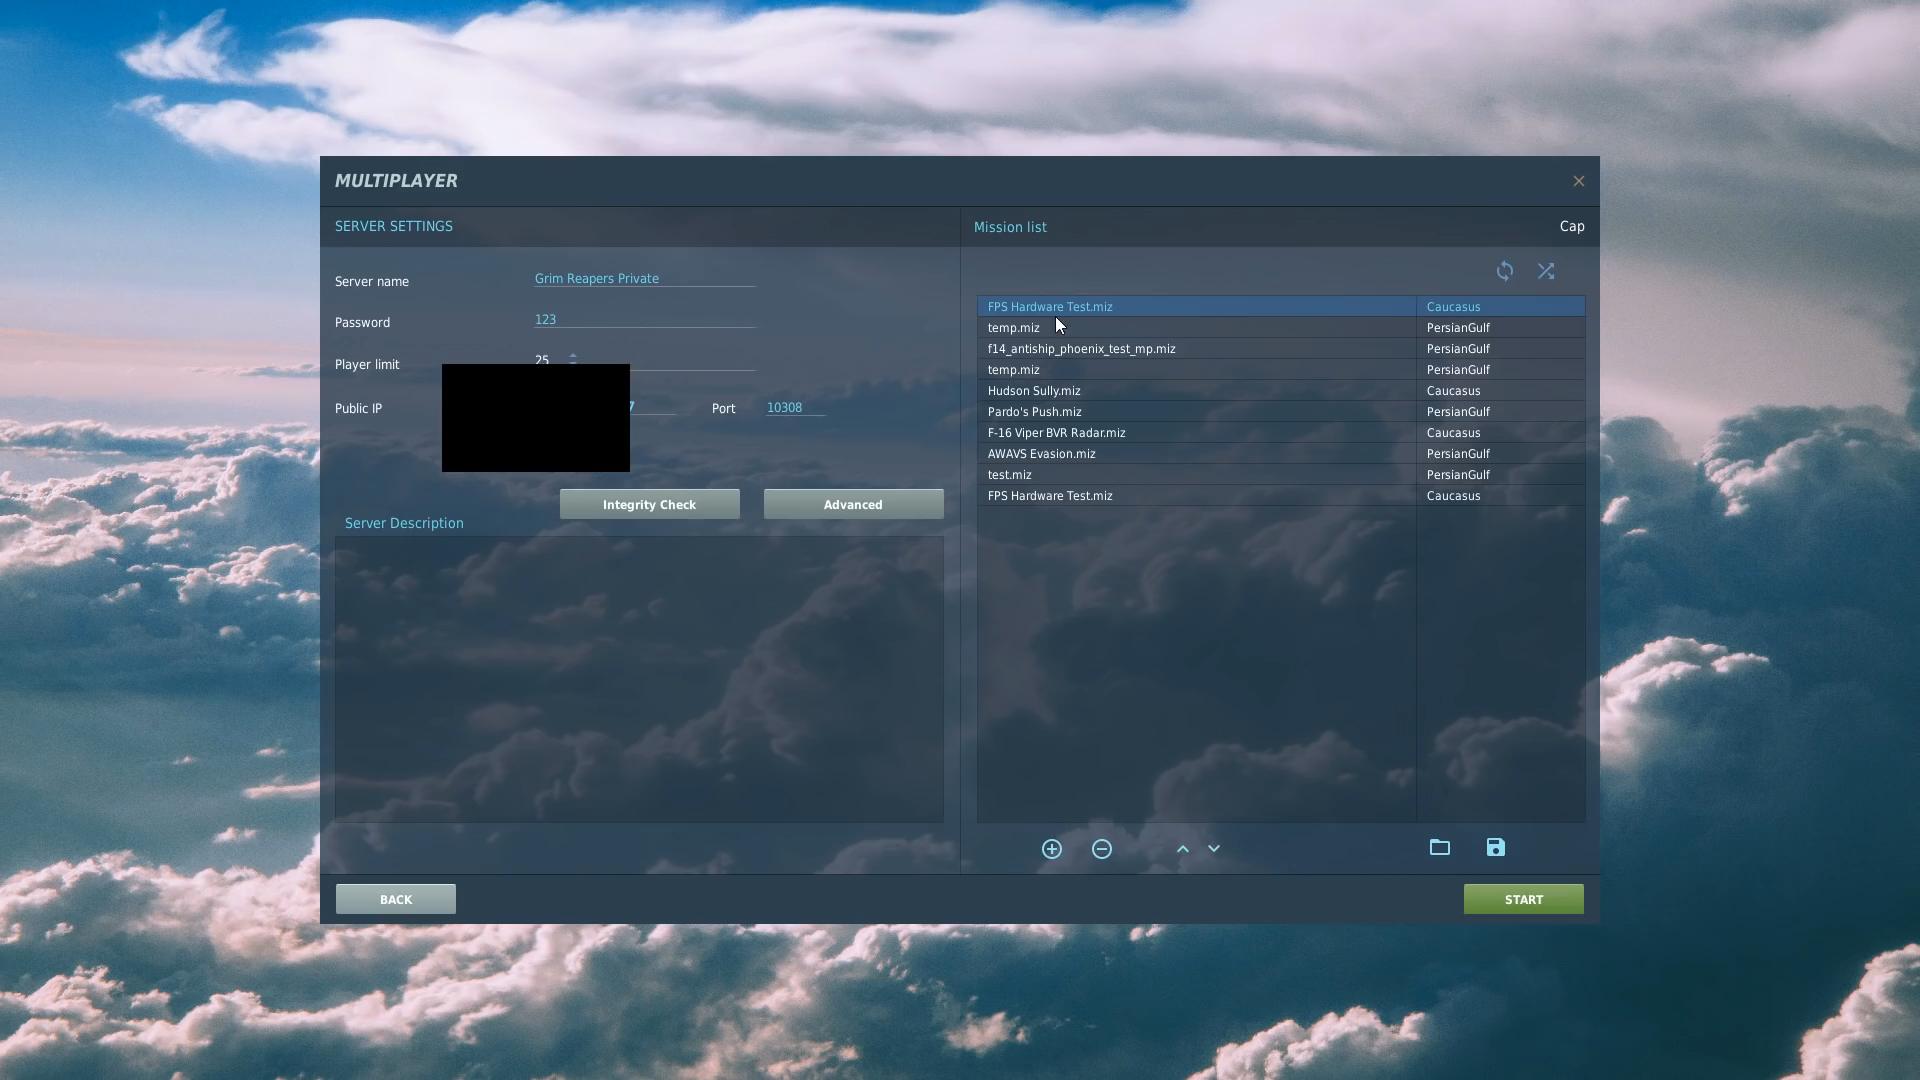 MULTIPLAYER
SERVER SETTINGS
Server name Grim Reapers Private
Password 123
Player limit 25
Public IP 7 Port 10308
Integrity Check Advanced
Server Description
Mission list Cap
FPS Hardware Test.miz Caucasus
temp.miz PersianGulf
f14_antiship_phoenix_test_mp.miz PersianGulf
temp.miz PersianGulf
Hudson Sully.miz Caucasus
Pardo's Push.miz PersianGulf
F-16 Viper BVR Radar.miz Caucasus
AWAVS Evasion.miz PersianGulf
test.miz PersianGulf
FPS Hardware Test.miz Caucasus
BACK START